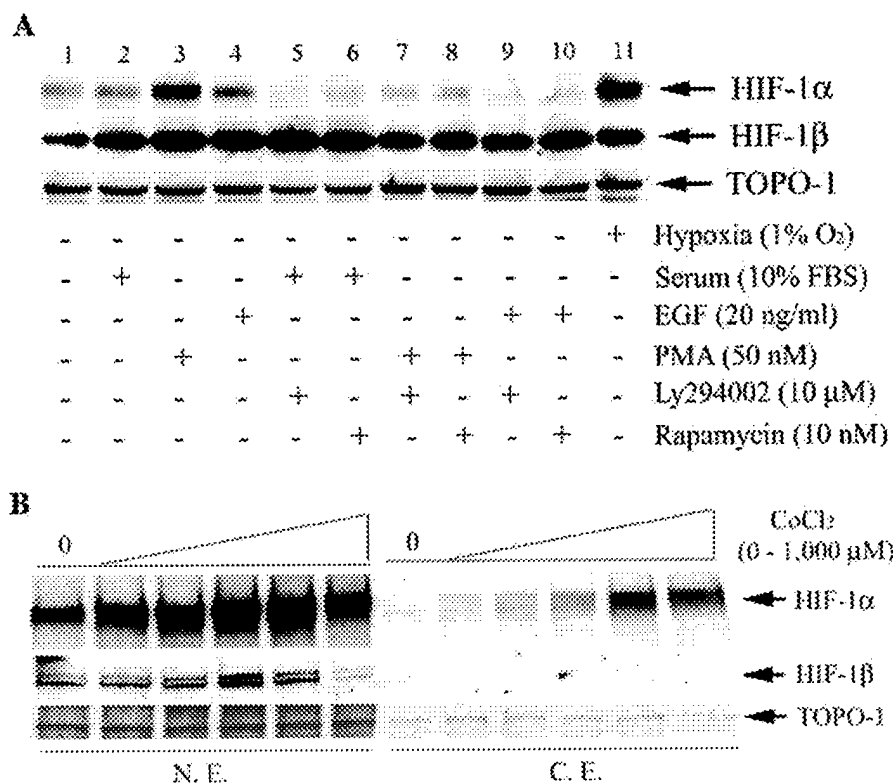 A
1 2 3 4 5 6 7 8 9 10 11
HIF-1α
HIF-1β
TOPO-1
- - - - - - - - - - + Hypoxia (1% O₂)
- + - - + + - - - - - Serum (10% FBS)
- - - + - - - - + + - EGF (20 ng/ml)
- - + - - - + + - - - PMA (50 nM)
- - - - + - + - + - - Ly294002 (10 µM)
- - - - - + - + - + - Rapamycin (10 nM)
B
0 0 CoCl₂
(0 - 1,000 µM)
HIF-1α
HIF-1β
TOPO-1
N. E. C. E.